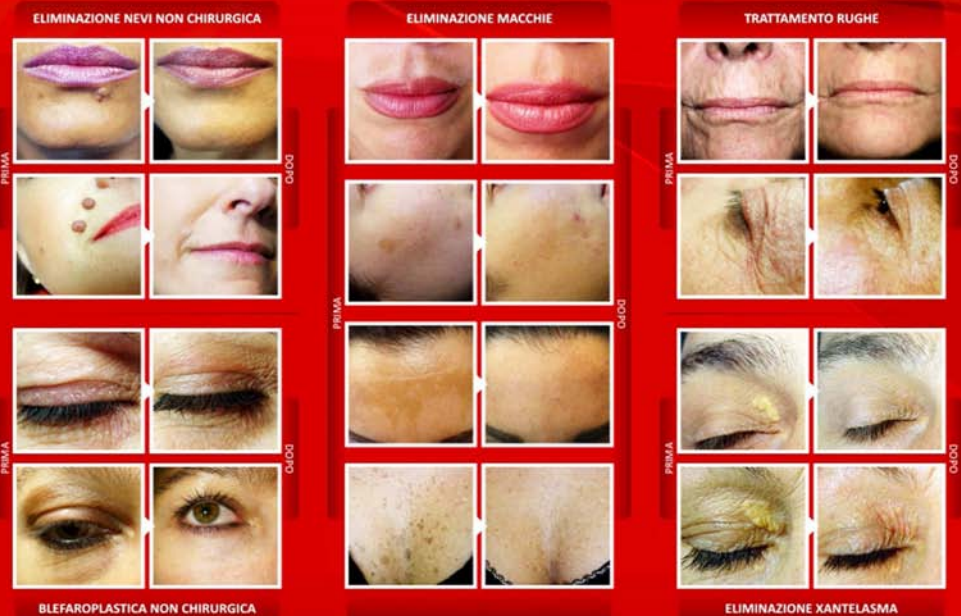 ELIMINAZIONE NEVI NON CHIRURGICA
PRIMA
DOPO
PRIMA
DOPO
BLEFAROPLASTICA NON CHIRURGICA
ELIMINAZIONE MACCHIE
PRIMA
DOPO
TRATTAMENTO RUGHE
PRIMA
DOPO
PRIMA
DOPO
ELIMINAZIONE XANTELASMA